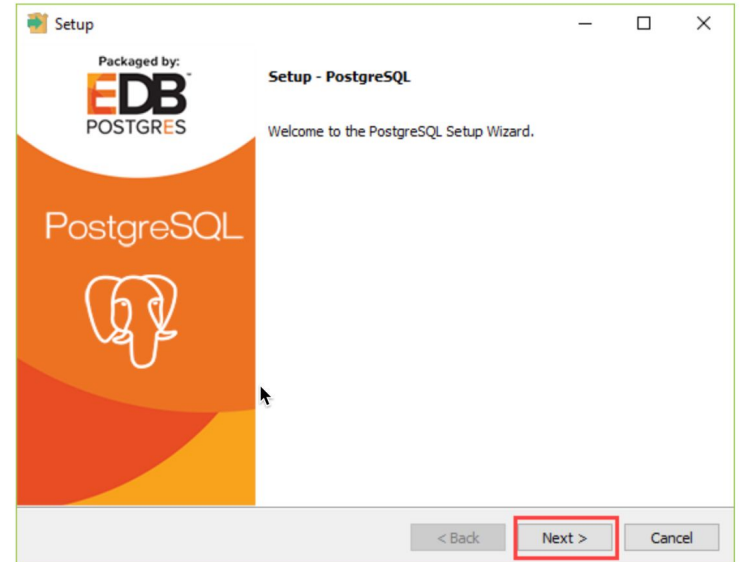 Setup
Packaged by:
EDB
POSTGRES
Setup - PostgreSQL
Welcome to the PostgreSQL Setup Wizard.
PostgreSQL
< Back
Next >
Cancel